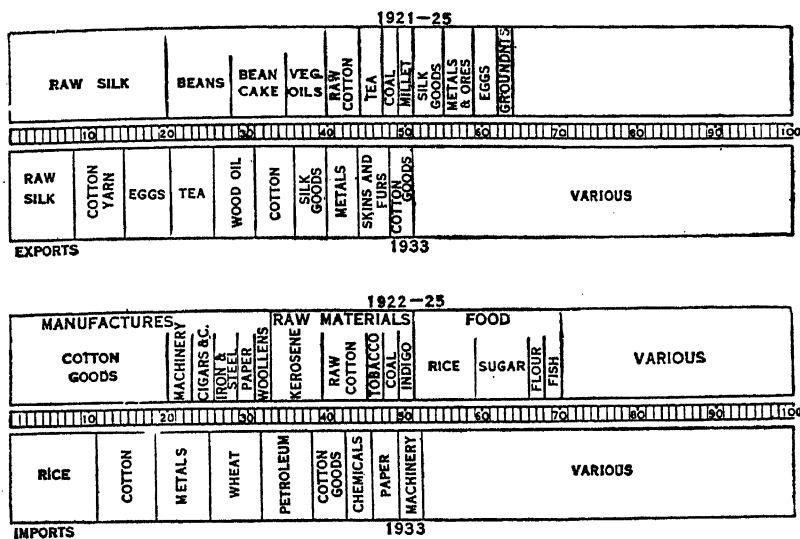 1921-25
RAW SILK
BEANS
BEAN
CAKE
VEG.
OILS
RAW
COTTON
TEA
COAL
MILLET
SILK
GOODS
METALS
& ORES
EGGS
GROUNDNTS
10 20 30 40 50 60 70 80 90 100
RAW
SILK
COTTON
YARN
EGGS
TEA
WOOD OIL
COTTON
SILK
GOODS
METALS
SKINS AND
FURS
COTTON
GOODS
VARIOUS
EXPORTS
1933
1922-25
MANUFACTURES
RAW MATERIALS
FOOD
COTTON
GOODS
MACHINERY
CIGARS &C.
IRON &
STEEL
PAPER
WOOLLENS
KEROSENE
RAW
COTTON
TOBACCO
COAL
INDIGO
RICE
SUGAR
FLOUR
FISH
VARIOUS
10 20 30 40 50 60 70 80 90 100
RICE
COTTON
METALS
WHEAT
PETROLEUM
COTTON
GOODS
CHEMICALS
PAPER
MACHINERY
VARIOUS
IMPORTS
1933